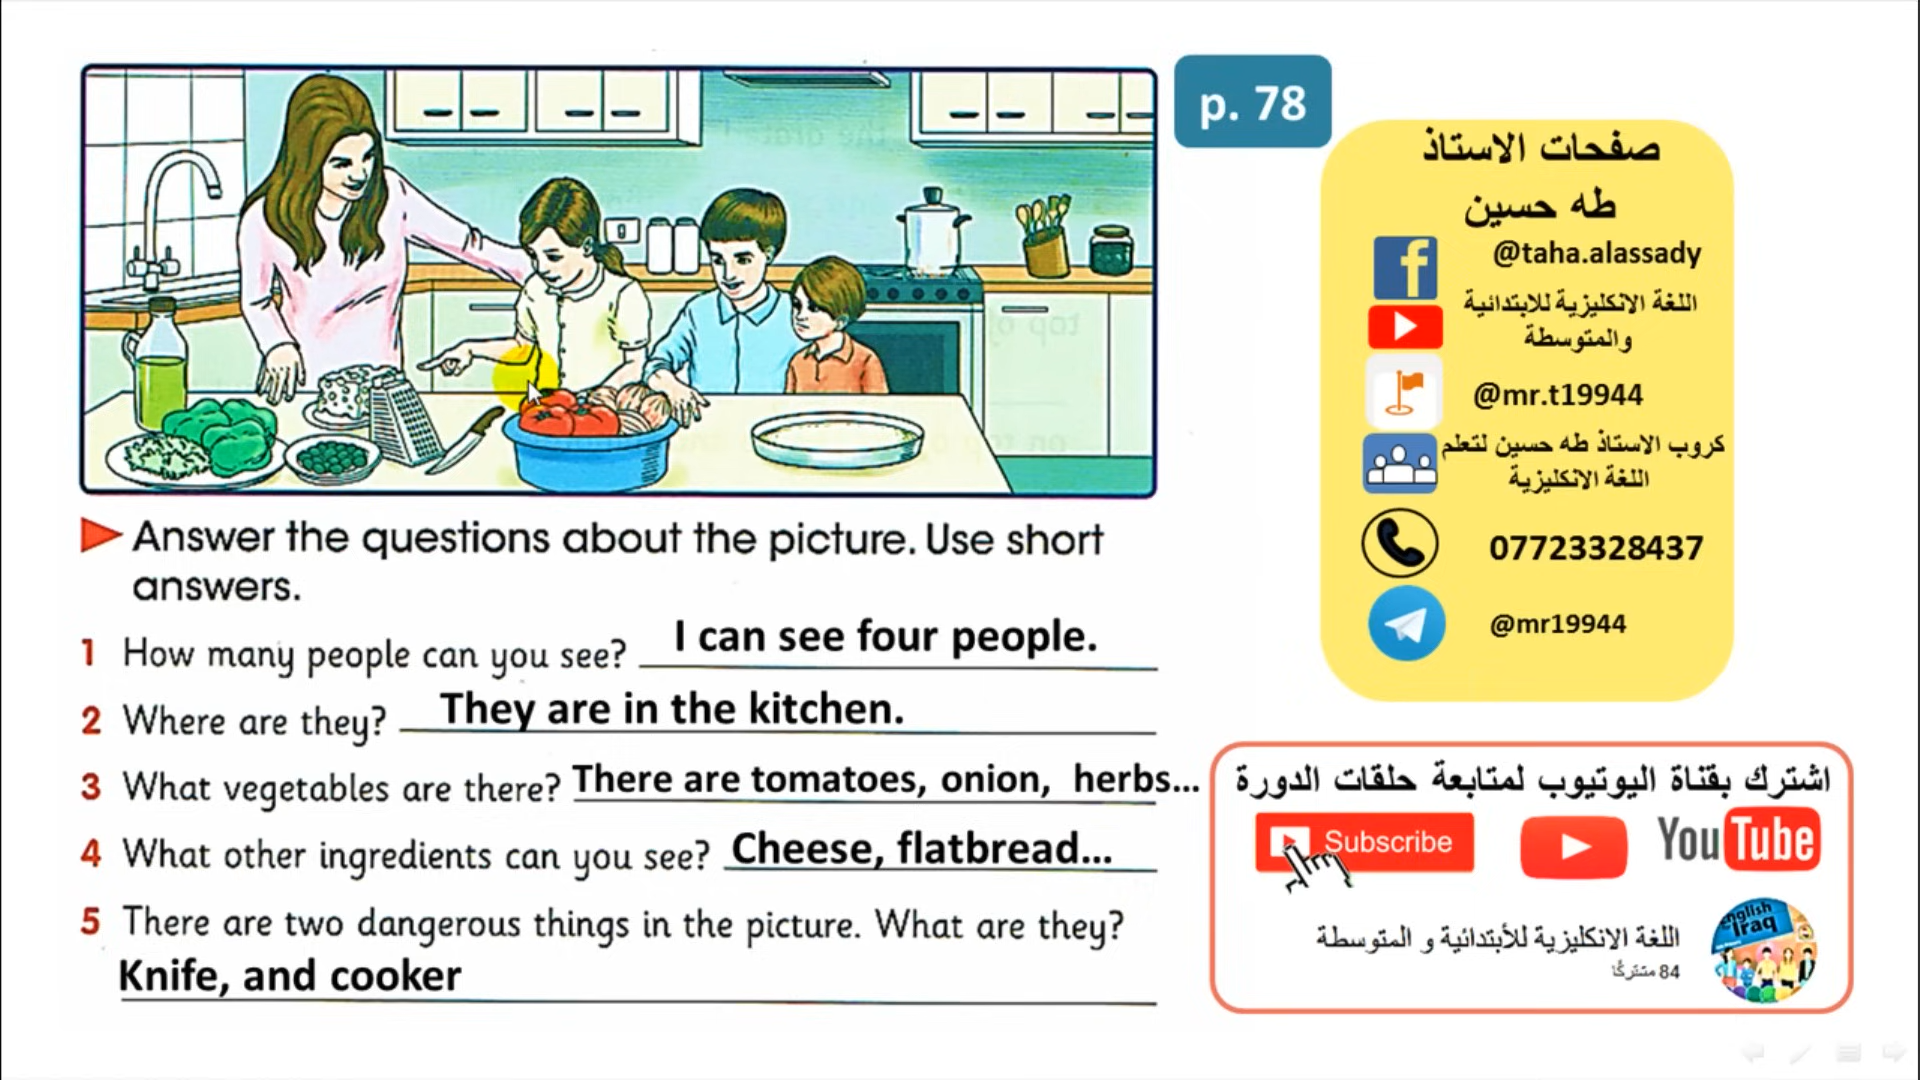 p. 78
Answer the questions about the picture. Use short
answers.
1 How many people can you see? I can see four people.
2 Where are they? They are in the kitchen.
3 What vegetables are there? There are tomatoes, onion, herbs...
4 What other ingredients can you see? Cheese, flatbread...
5 There are two dangerous things in the picture. What are they?
Knife, and cooker
صفحات الاستاذ
طه حسين
@taha.alassady
اللغة الانكليزية للابتدائية
والمتوسطة
@mr.t19944
كروب الاستاذ طه حسين لتعلم
اللغة الانكليزية
07723328437
@mr19944
اشترك بقناة اليوتيوب لمتابعة حلقات الدورة
Subscribe
YouTube
English
Iraq
اللغة الانكليزية للأبتدائية و المتوسطة
84 مشتركًا